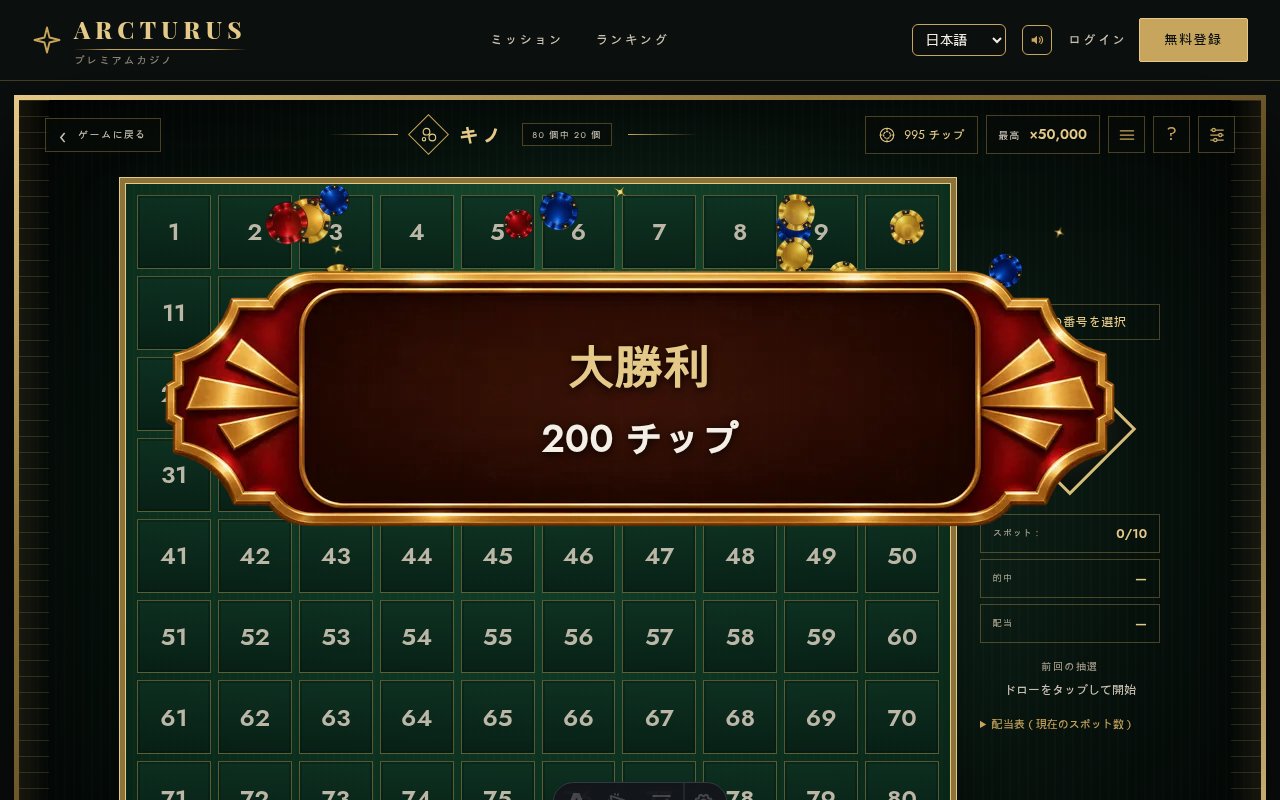 ARCTURUS
プレミアムカジノ
ミッション
ランキング
日本語
ログイン
無料登録
ゲームに戻る
キノ
80 個中 20 個
995 チップ
最高 ×50,000
?
1 2 3 4 5 6 7 8 9
11
の番号を選択
大勝利
200 チップ
31
41 42 43 44 45 46 47 48 49 50
スポット: 0/10
的中 —
配当 —
51 52 53 54 55 56 57 58 59 60
前回の抽選
ドローをタップして開始
61 62 63 64 65 66 67 68 69 70
配当表 ( 現在のスポット数 )
71 72 73 74 75 76 77 78 79 80